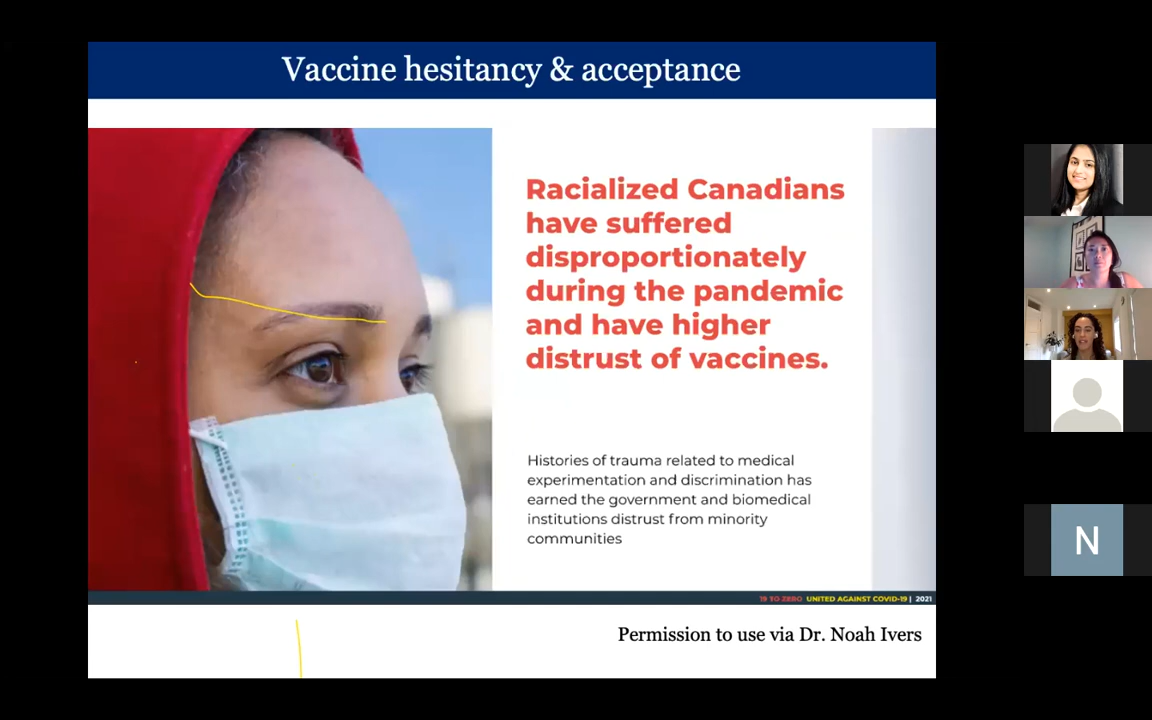 Vaccine hesitancy & acceptance
Racialized Canadians
have suffered
disproportionately
during the pandemic
and have higher
distrust of vaccines.
Histories of trauma related to medical
experimentation and discrimination has
earned the government and biomedical
institutions distrust from minority
communities
19 TO ZERO UNITED AGAINST COVID-19 | 2021
Permission to use via Dr. Noah Ivers
N